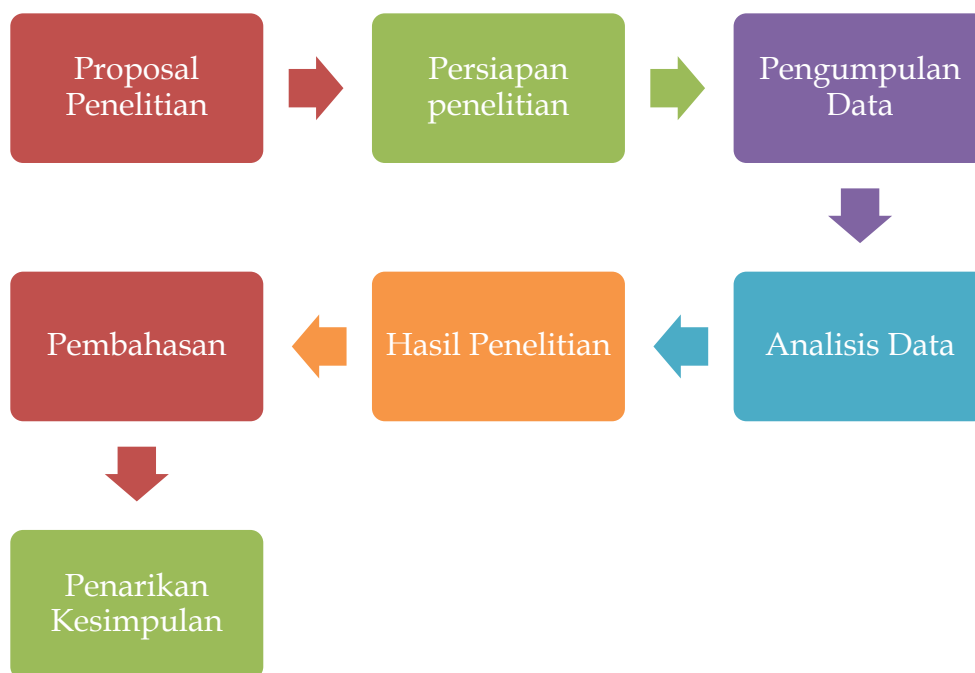 Proposal
Penelitian
Persiapan
penelitian
Pengumpulan
Data
Analisis Data
Hasil Penelitian
Pembahasan
Penarikan
Kesimpulan